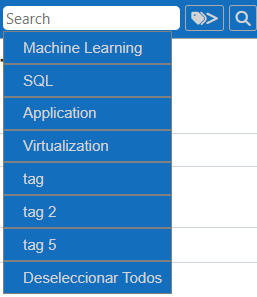 Search
Machine Learning
SQL
Application
Virtualization
tag
tag 2
tag 5
Deseleccionar Todos